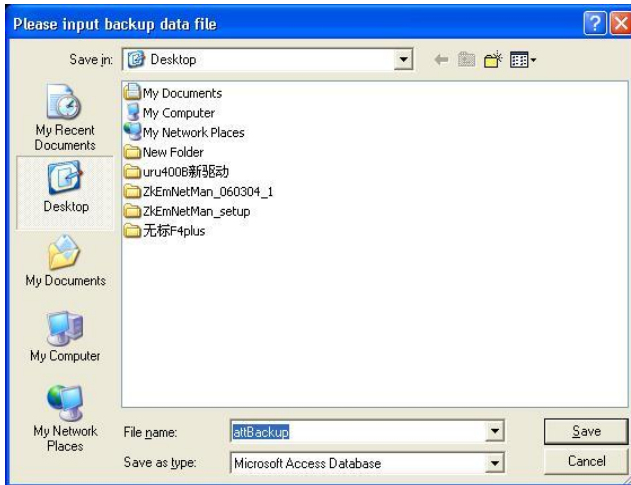 Please input backup data file
Save in:
Desktop
My Recent
Documents
Desktop
My Documents
My Computer
My Network
Places
My Documents
My Computer
My Network Places
New Folder
uru400B新驱动
ZkEmNetMan_060304_1
ZkEmNetMan_setup
无标F4plus
File name:
attBackup
Save
Save as type:
Microsoft Access Database
Cancel